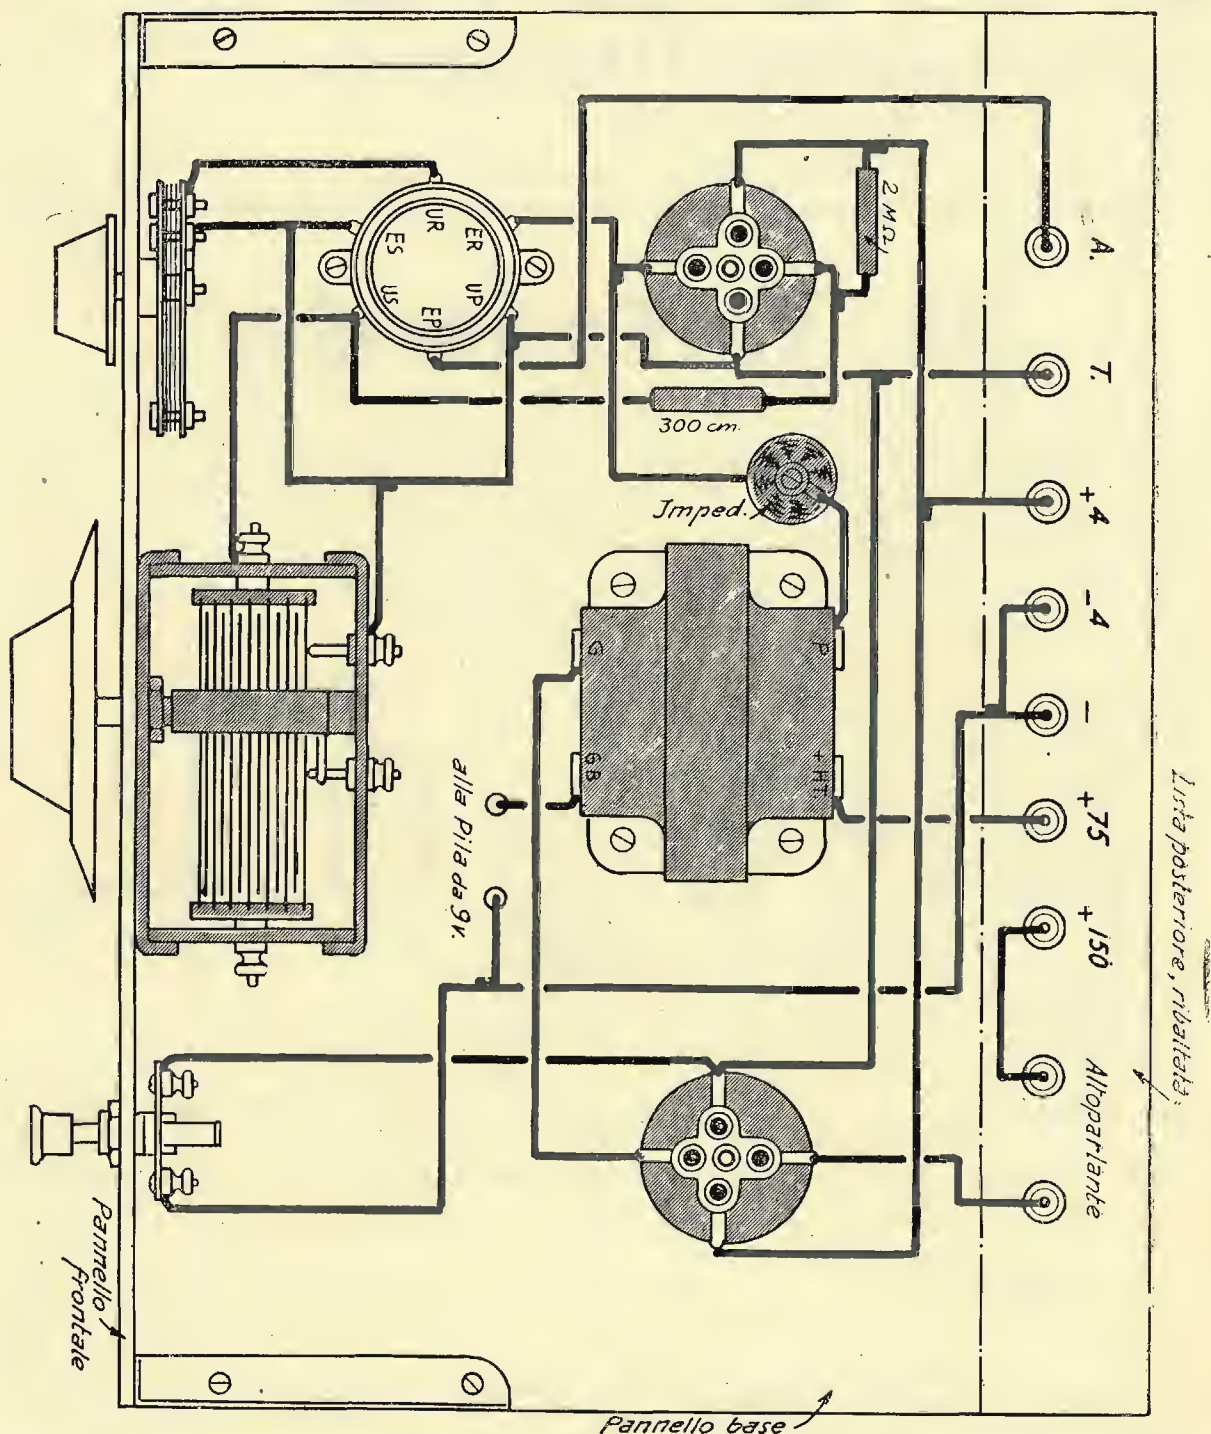 A.
T.
+4
-4
-
+75
+150
Altoparlante
Lista posteriore, ribaltata
2 MΩ
UR
ER
ES
UP
US
EP
300 cm.
Imped.
G
P
GB
+HT
alla Pila da 9v.
Pannello
frontale
Pannello base